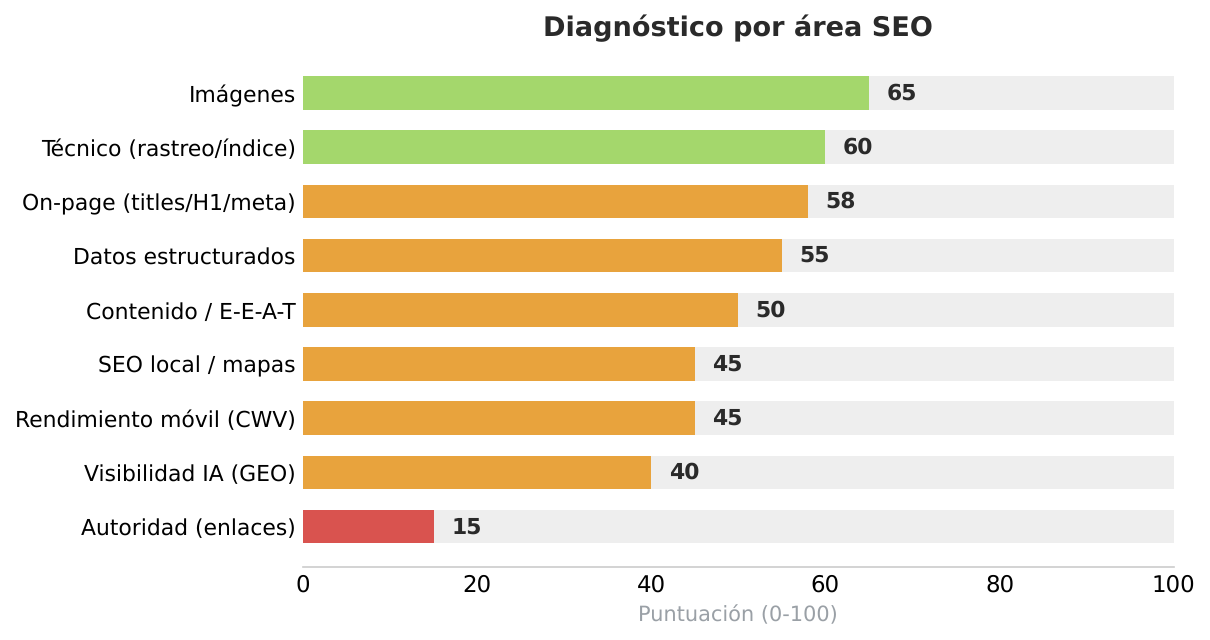 Diagnóstico por área SEO
Imágenes 65
Técnico (rastreo/índice) 60
On-page (titles/H1/meta) 58
Datos estructurados 55
Contenido / E-E-A-T 50
SEO local / mapas 45
Rendimiento móvil (CWV) 45
Visibilidad IA (GEO) 40
Autoridad (enlaces) 15
0 20 40 60 80 100
Puntuación (0-100)